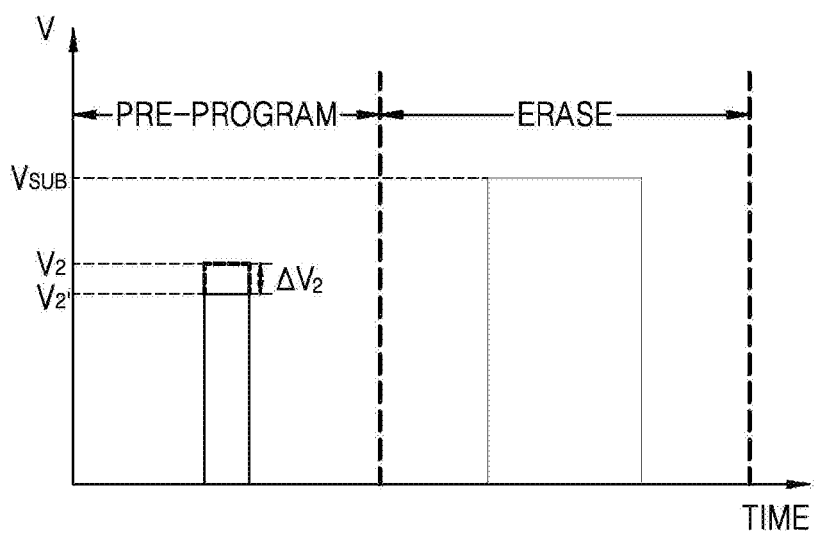 V
PRE-PROGRAM
ERASE
VSUB
V2
ΔV2
V2'
TIME